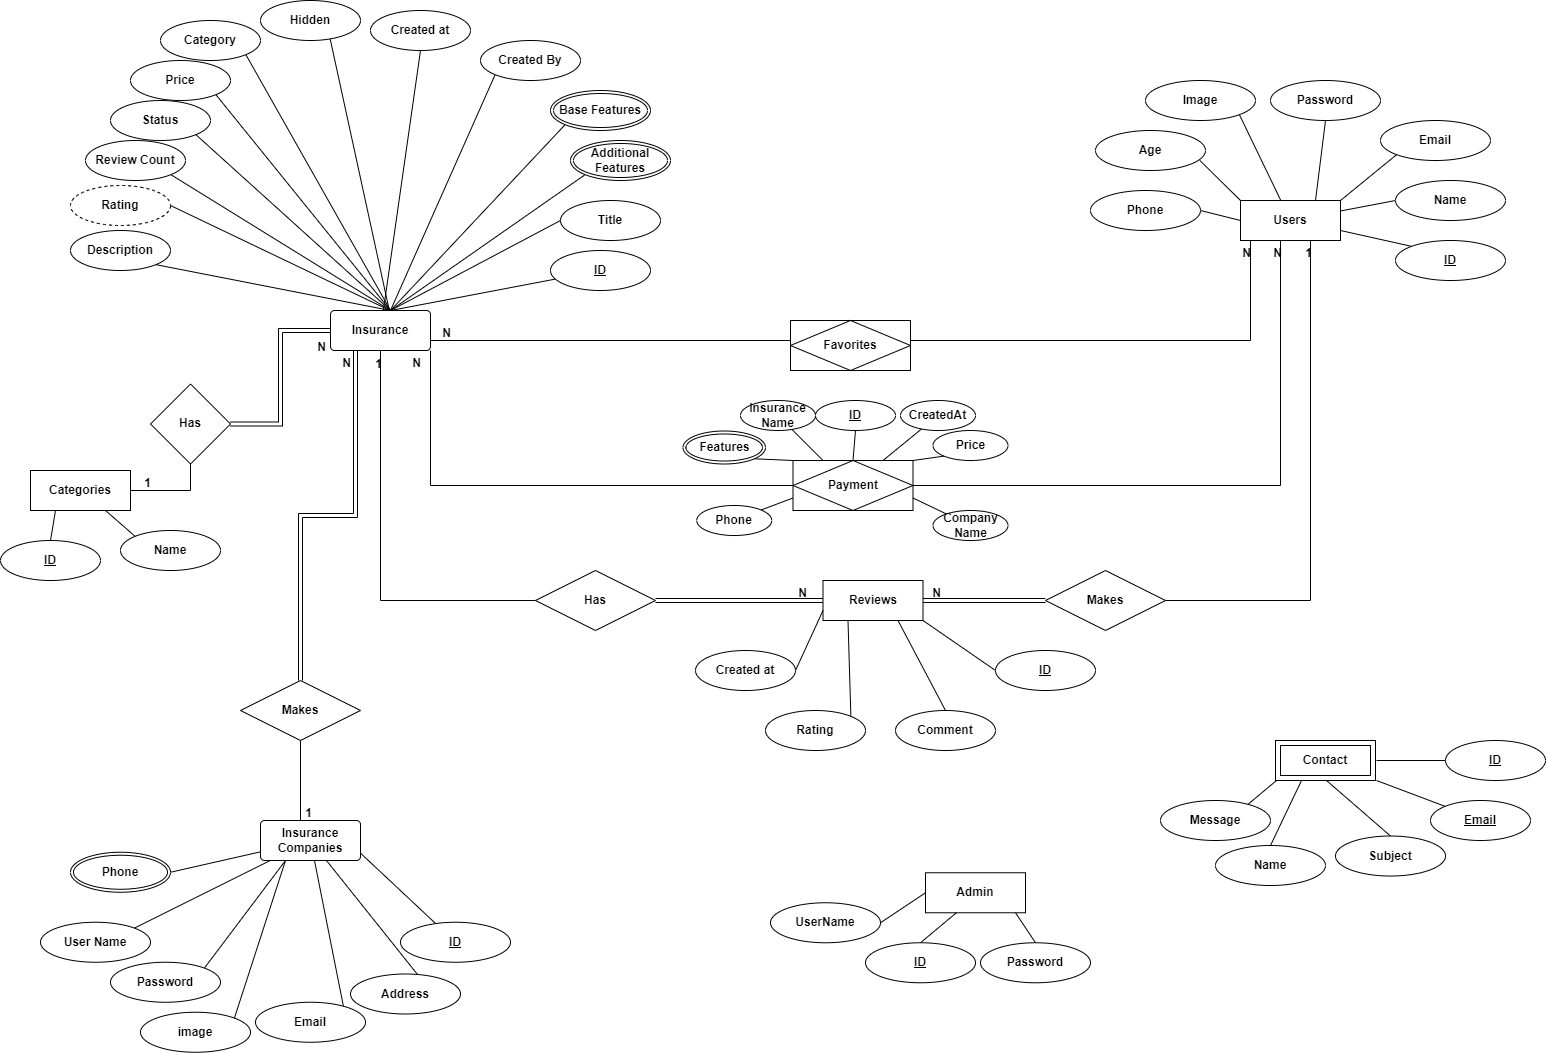 Hidden
Created at
Category
Created By
Price
Base Features
Status
Additional
Features
Review Count
Rating
Title
Description
ID
Insurance
Image
Password
Age
Email
Phone
Name
Users
ID
N
N
1
N
N
N
1
N
Favorites
Has
Categories
1
ID
Name
Insurance
Name
ID
CreatedAt
Features
Price
Payment
Phone
Company
Name
Has
N
Reviews
N
Makes
Created at
ID
Rating
Comment
Makes
1
Insurance
Companies
Phone
User Name
ID
Password
Address
image
Email
Contact
ID
Message
Email
Name
Subject
Admin
UserName
ID
Password